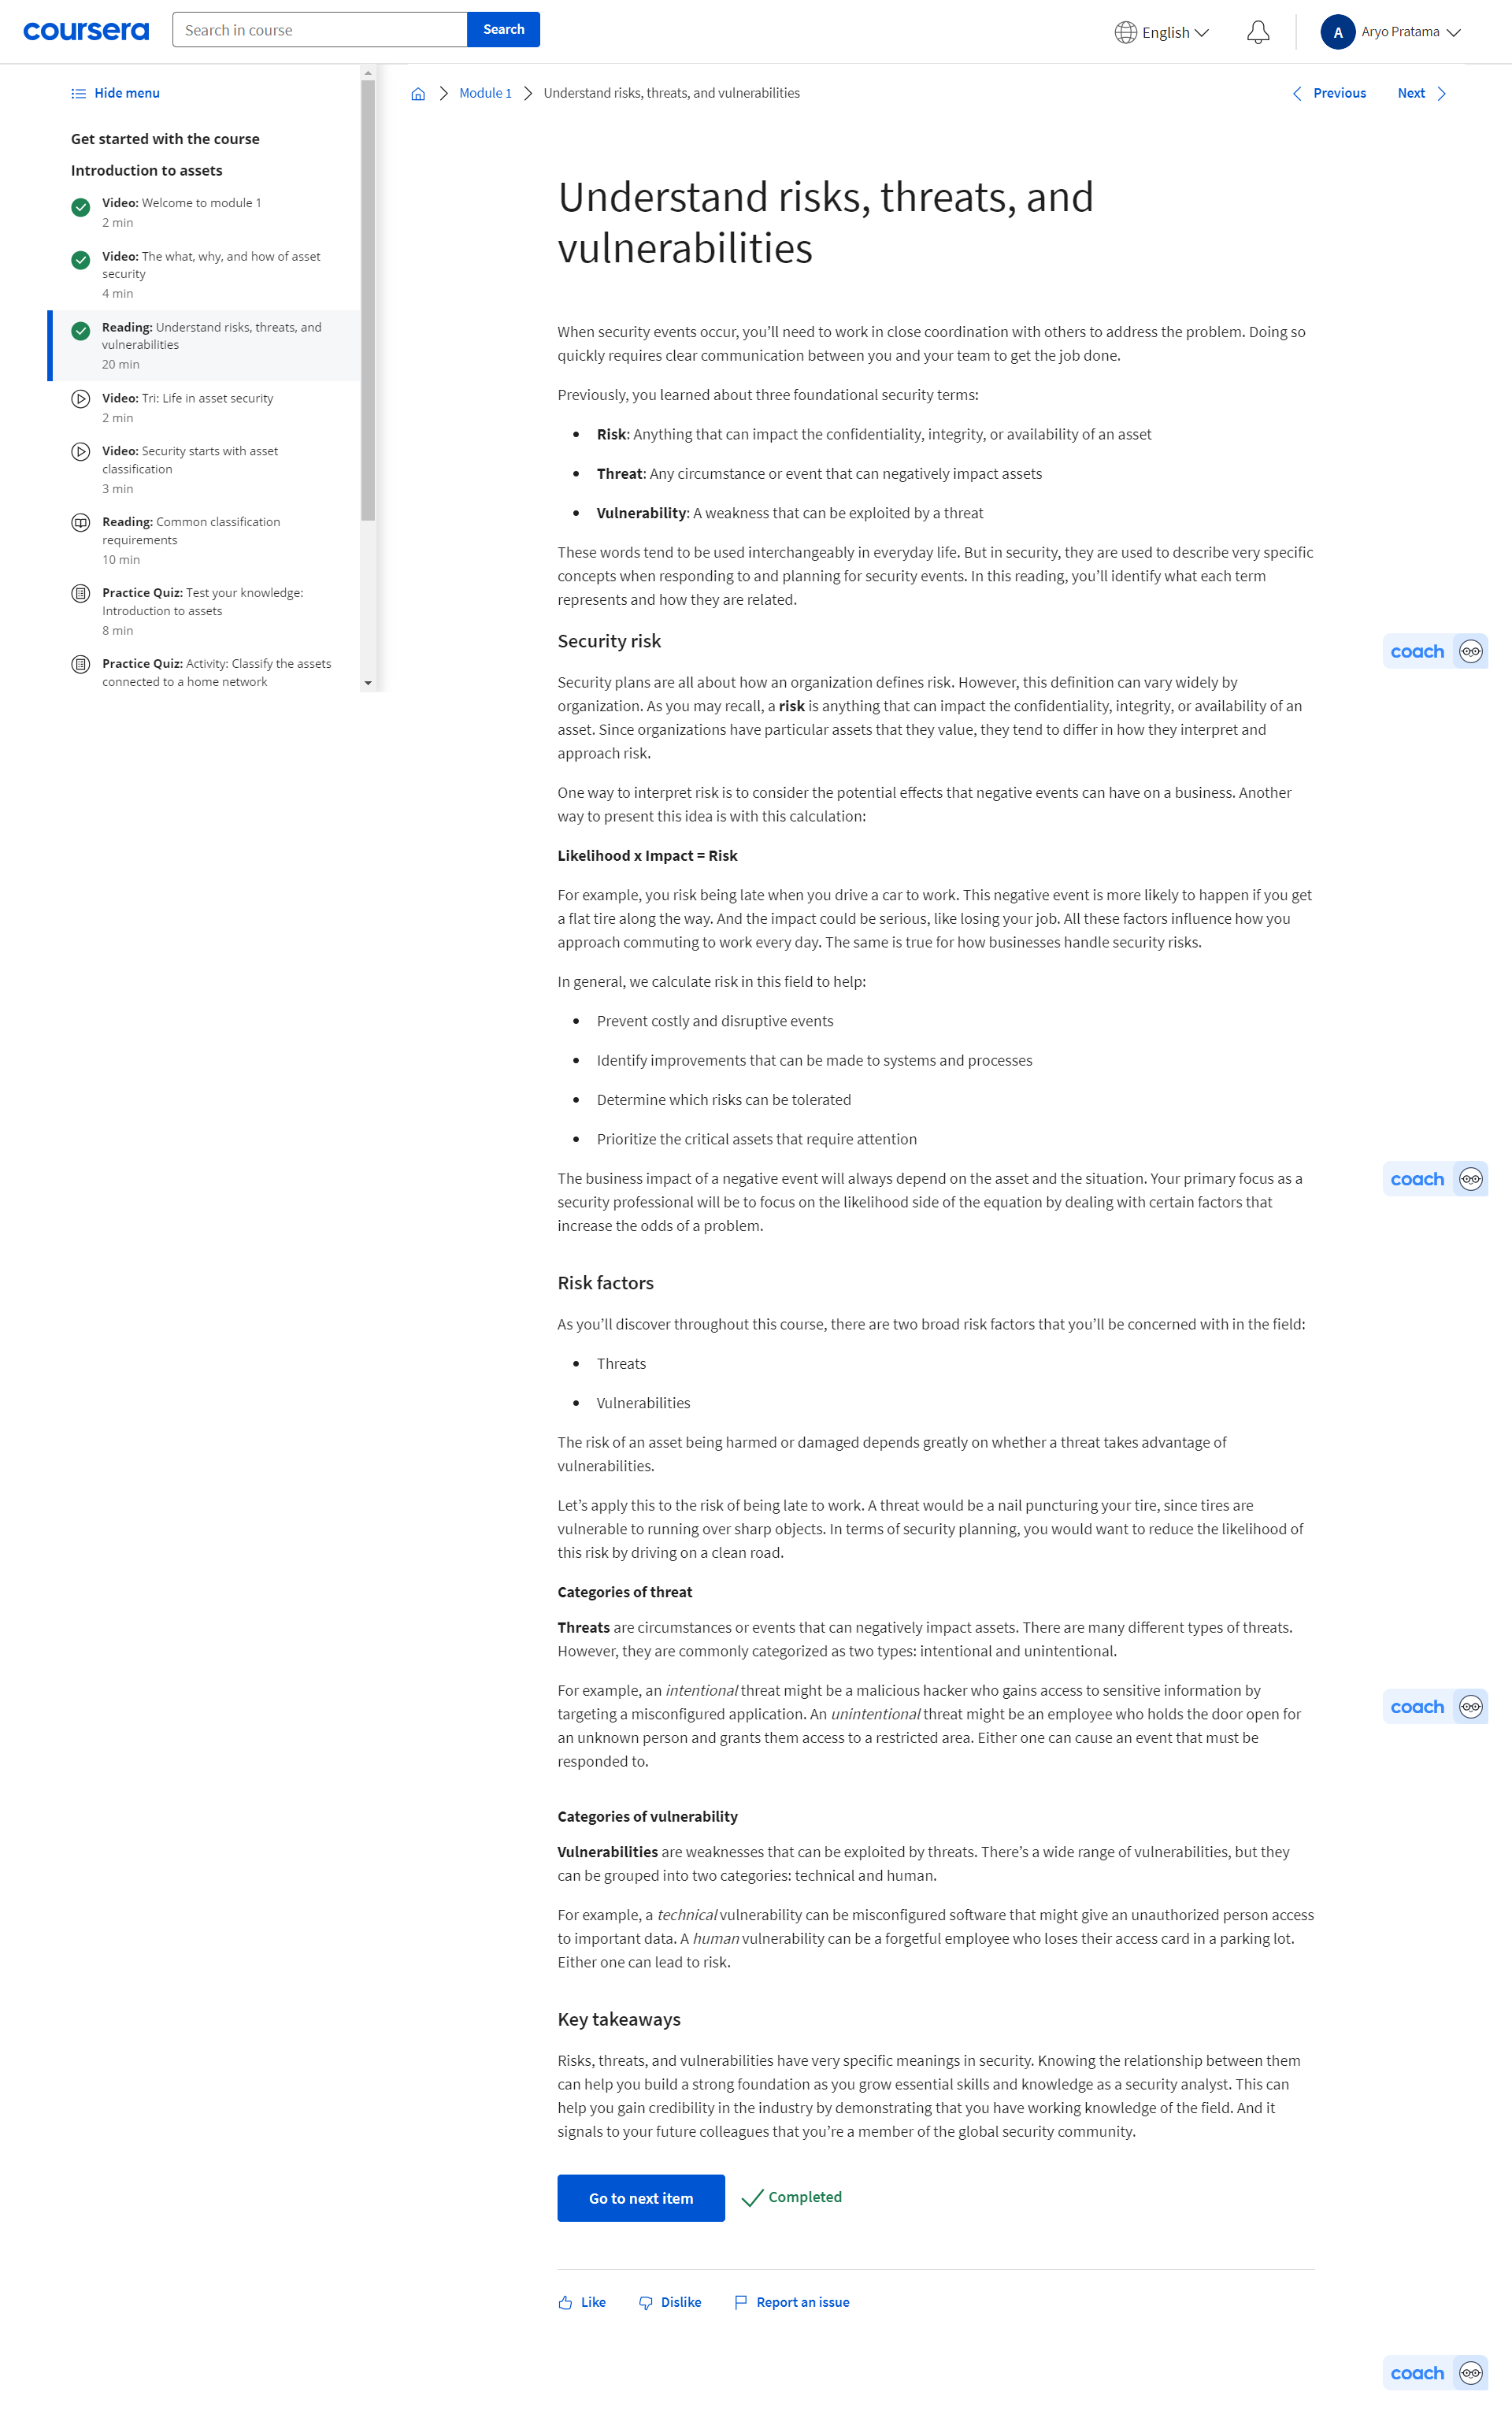 coursera
Search in course
Search
English
A
Aryo Pratama
Hide menu
Get started with the course
Introduction to assets
Video: Welcome to module 1
2 min
Video: The what, why, and how of asset
security
4 min
Reading: Understand risks, threats, and
vulnerabilities
20 min
Video: Tri: Life in asset security
2 min
Video: Security starts with asset
classification
3 min
Reading: Common classification
requirements
10 min
Practice Quiz: Test your knowledge:
Introduction to assets
8 min
Practice Quiz: Activity: Classify the assets
connected to a home network
Module 1
Understand risks, threats, and vulnerabilities
Previous
Next
Understand risks, threats, and
vulnerabilities
When security events occur, you’ll need to work in close coordination with others to address the problem. Doing so
quickly requires clear communication between you and your team to get the job done.
Previously, you learned about three foundational security terms:
• Risk: Anything that can impact the confidentiality, integrity, or availability of an asset
• Threat: Any circumstance or event that can negatively impact assets
• Vulnerability: A weakness that can be exploited by a threat
These words tend to be used interchangeably in everyday life. But in security, they are used to describe very specific
concepts when responding to and planning for security events. In this reading, you’ll identify what each term
represents and how they are related.
Security risk
coach
Security plans are all about how an organization defines risk. However, this definition can vary widely by
organization. As you may recall, a risk is anything that can impact the confidentiality, integrity, or availability of an
asset. Since organizations have particular assets that they value, they tend to differ in how they interpret and
approach risk.
One way to interpret risk is to consider the potential effects that negative events can have on a business. Another
way to present this idea is with this calculation:
Likelihood x Impact = Risk
For example, you risk being late when you drive a car to work. This negative event is more likely to happen if you get
a flat tire along the way. And the impact could be serious, like losing your job. All these factors influence how you
approach commuting to work every day. The same is true for how businesses handle security risks.
In general, we calculate risk in this field to help:
• Prevent costly and disruptive events
• Identify improvements that can be made to systems and processes
• Determine which risks can be tolerated
• Prioritize the critical assets that require attention
The business impact of a negative event will always depend on the asset and the situation. Your primary focus as a
security professional will be to focus on the likelihood side of the equation by dealing with certain factors that
increase the odds of a problem.
coach
Risk factors
As you’ll discover throughout this course, there are two broad risk factors that you’ll be concerned with in the field:
• Threats
• Vulnerabilities
The risk of an asset being harmed or damaged depends greatly on whether a threat takes advantage of
vulnerabilities.
Let’s apply this to the risk of being late to work. A threat would be a nail puncturing your tire, since tires are
vulnerable to running over sharp objects. In terms of security planning, you would want to reduce the likelihood of
this risk by driving on a clean road.
Categories of threat
Threats are circumstances or events that can negatively impact assets. There are many different types of threats.
However, they are commonly categorized as two types: intentional and unintentional.
For example, an intentional threat might be a malicious hacker who gains access to sensitive information by
targeting a misconfigured application. An unintentional threat might be an employee who holds the door open for
an unknown person and grants them access to a restricted area. Either one can cause an event that must be
responded to.
coach
Categories of vulnerability
Vulnerabilities are weaknesses that can be exploited by threats. There’s a wide range of vulnerabilities, but they
can be grouped into two categories: technical and human.
For example, a technical vulnerability can be misconfigured software that might give an unauthorized person access
to important data. A human vulnerability can be a forgetful employee who loses their access card in a parking lot.
Either one can lead to risk.
Key takeaways
Risks, threats, and vulnerabilities have very specific meanings in security. Knowing the relationship between them
can help you build a strong foundation as you grow essential skills and knowledge as a security analyst. This can
help you gain credibility in the industry by demonstrating that you have working knowledge of the field. And it
signals to your future colleagues that you’re a member of the global security community.
Go to next item
Completed
Like
Dislike
Report an issue
coach